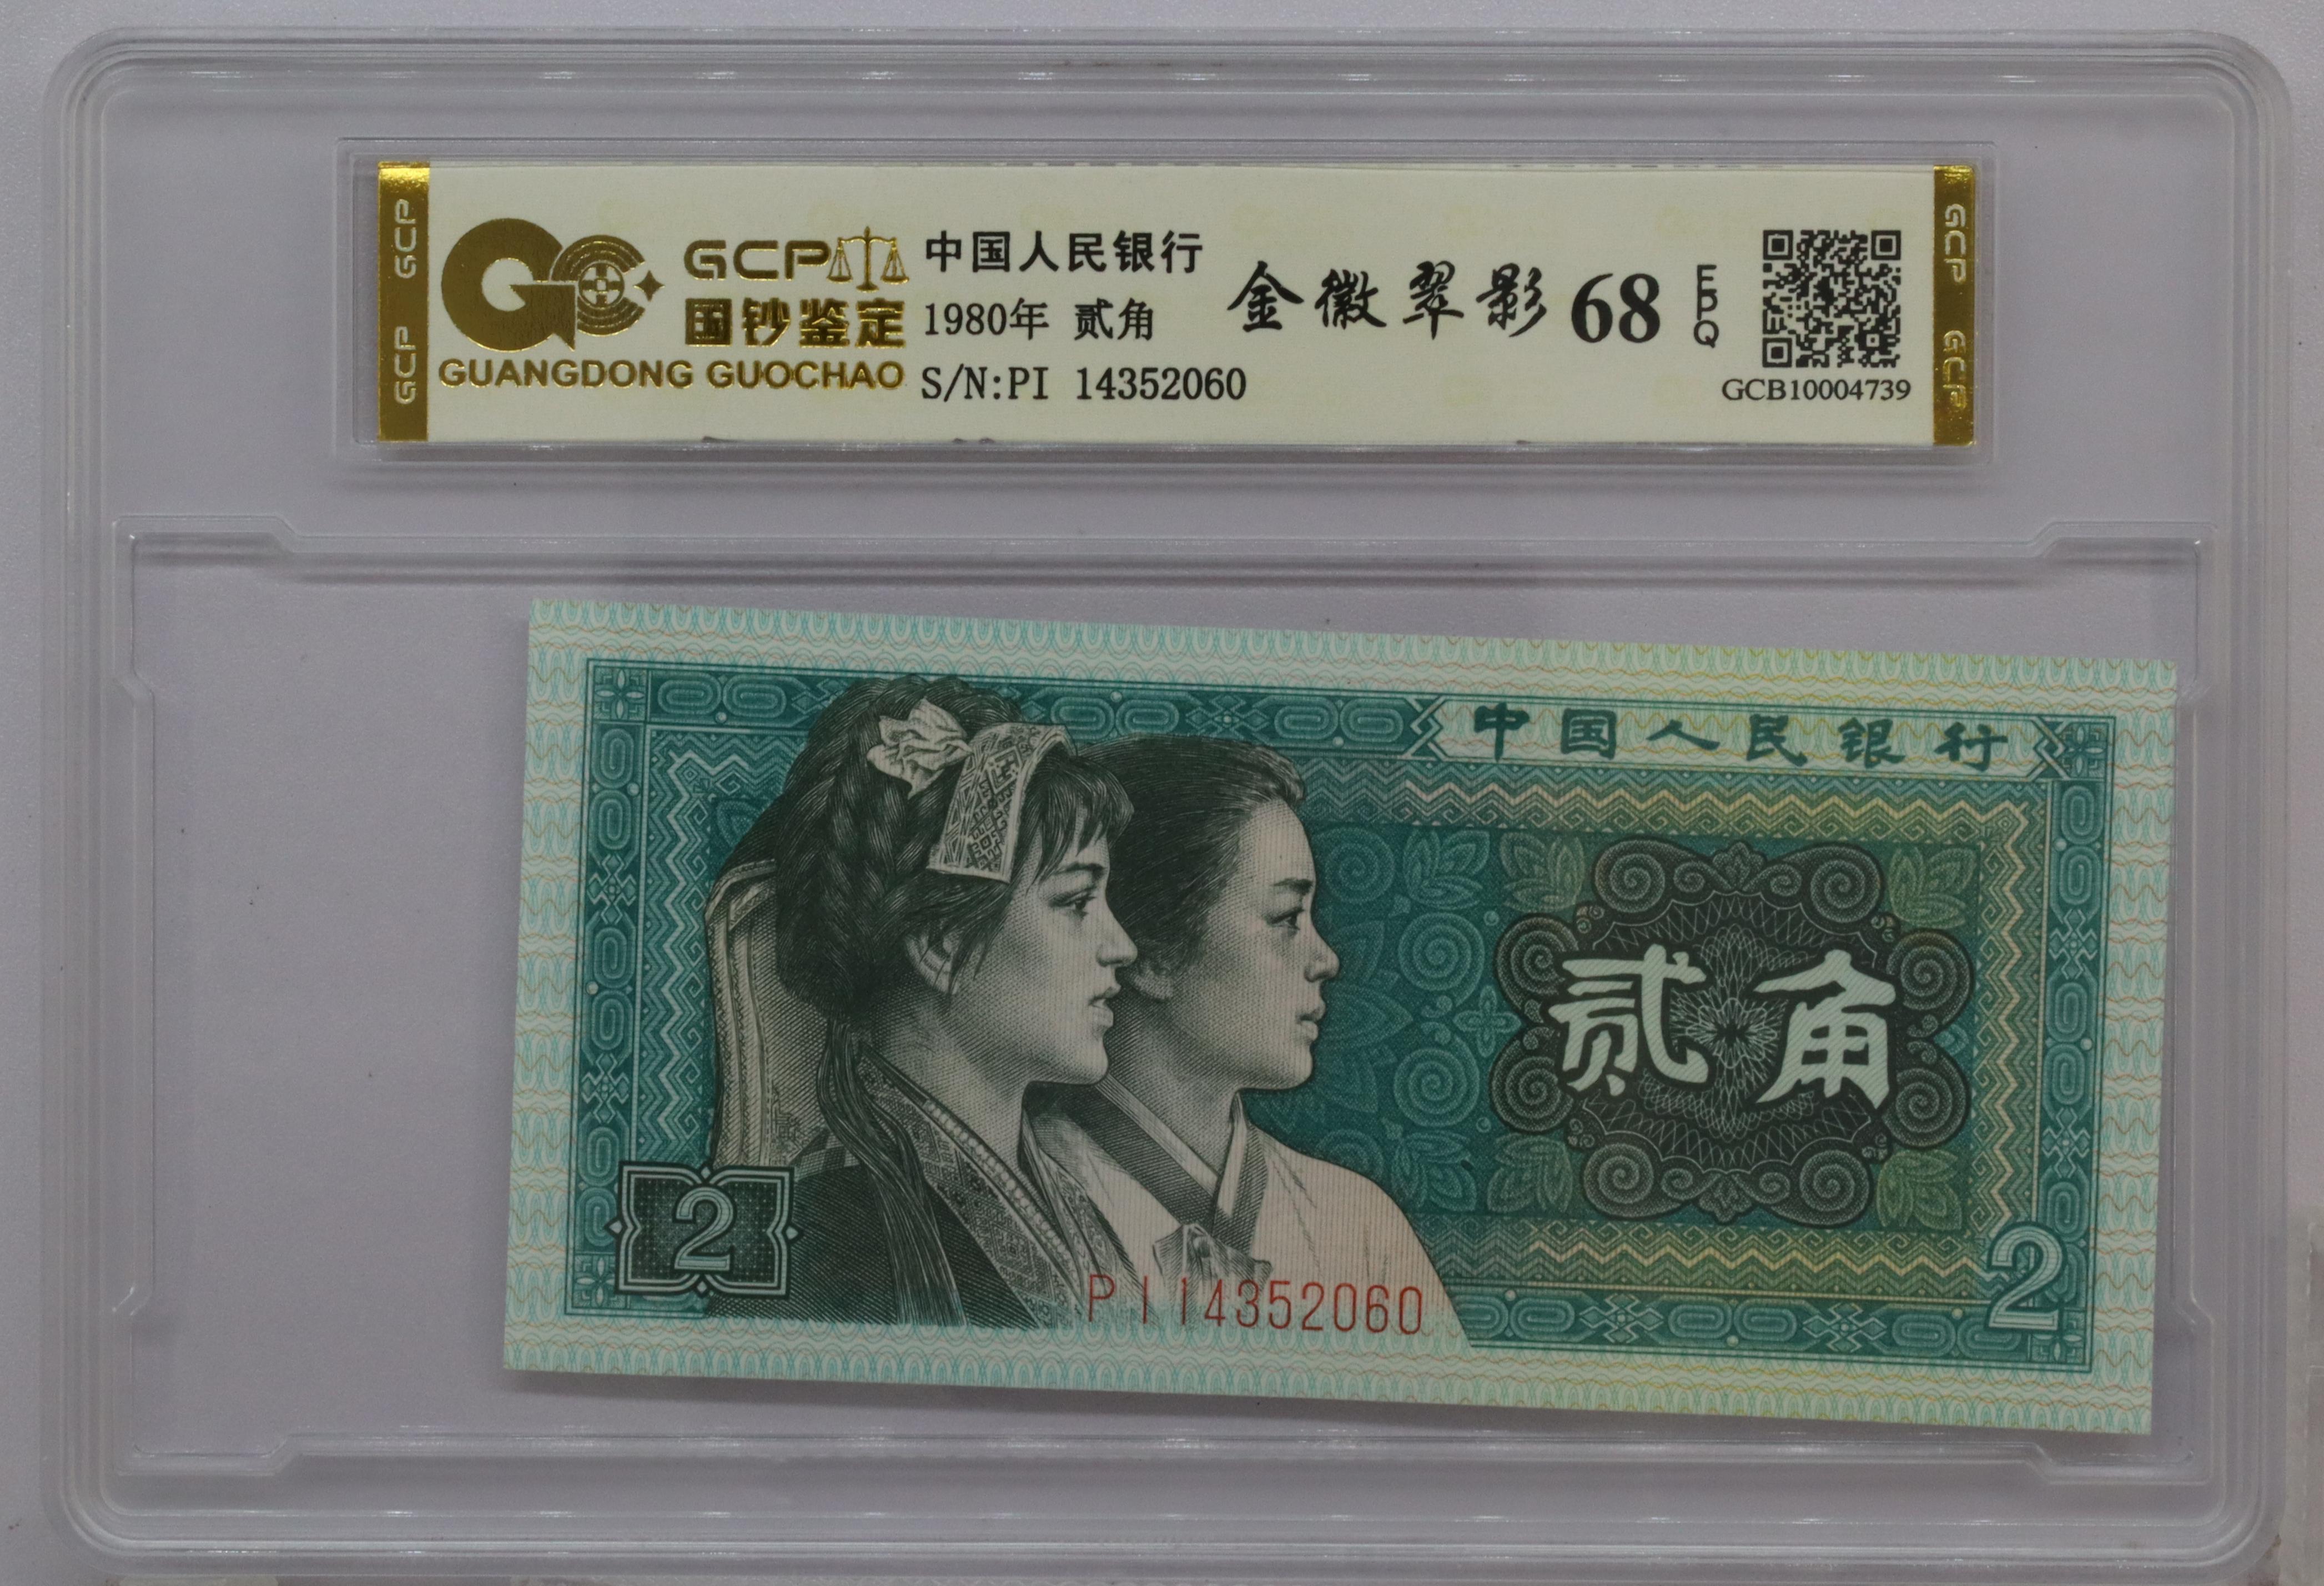 GCP
GCP
GCP
国钞鉴定
GUANGDONG GUOCHAO
中国人民银行
1980年 贰角
S/N:PI 14352060
金徽翠影 68 EPQ
GCB10004739
GCP
GCP
中国人民银行
贰角
2
PI14352060
2